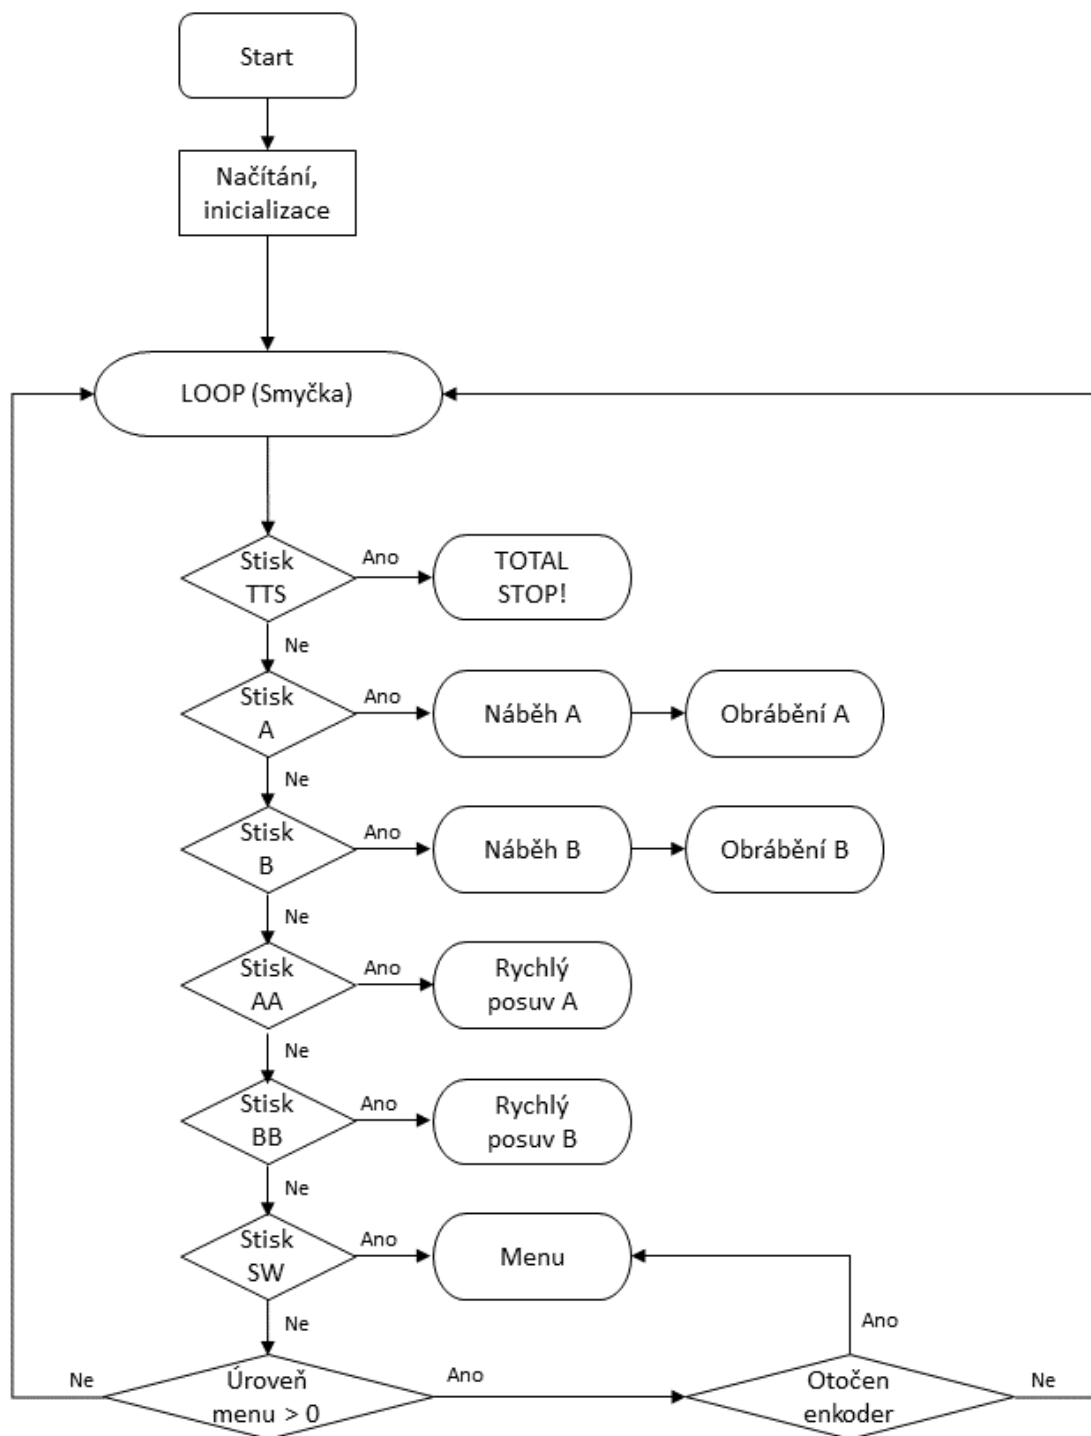 Start
Načítání,
inicializace
LOOP (Smyčka)
Stisk
TTS
Ano
TOTAL
STOP!
Ne
Stisk
A
Ano
Náběh A
Obrábění A
Ne
Stisk
B
Ano
Náběh B
Obrábění B
Ne
Stisk
AA
Ano
Rychlý
posuv A
Ne
Stisk
BB
Ano
Rychlý
posuv B
Ne
Stisk
SW
Ano
Menu
Ne
Ano
Ne
Úroveň
menu > 0
Ano
Otočen
enkoder
Ne